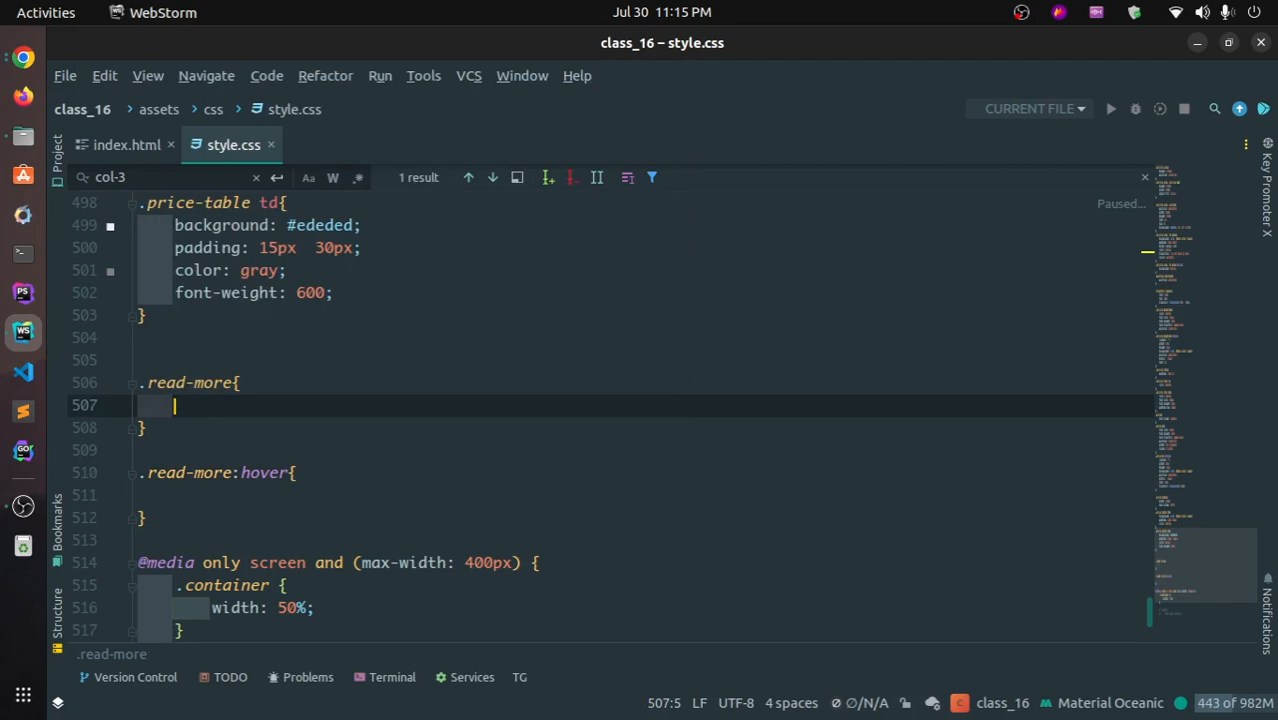 Activities
WebStorm
Jul 30 11:15 PM
class_16 – style.css
File Edit View Navigate Code Refactor Run Tools VCS Window Help
class_16 assets css style.css
CURRENT FILE
Project
index.html
style.css
col-3
Aa W .*
1 result
Paused...
498 .price-table td{
499 background: #ededed;
500 padding: 15px 30px;
501 color: gray;
502 font-weight: 600;
503 }
504
505
506 .read-more{
507
508 }
509
510 .read-more:hover{
511
512 }
513
514 @media only screen and (max-width: 400px) {
515 .container {
516 width: 50%;
517 }
.read-more
Bookmarks
Structure
Key Promoter X
Notifications
Version Control TODO Problems Terminal Services TG
507:5 LF UTF-8 4 spaces ∅/N/A C class_16 Material Oceanic 443 of 982M
PS
WS
GO